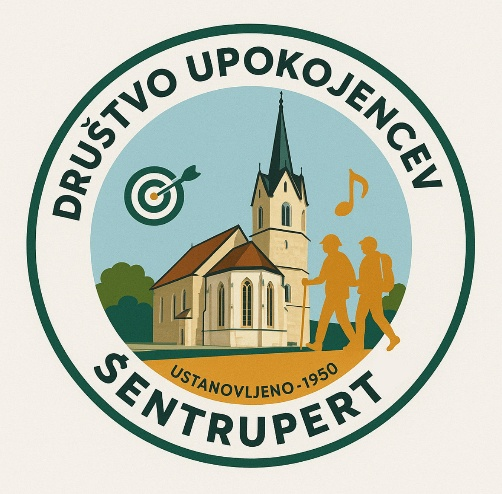 DRUŠTVO UPOKOJENCEV
USTANOVLJENO-1950
ŠENTRUPERT